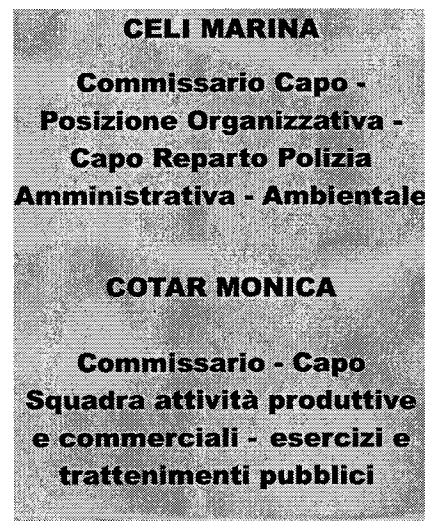 CELI MARINA
Commissario Capo -
Posizione Organizzativa -
Capo Reparto Polizia
Amministrativa - Ambientale
COTAR MONICA
Commissario - Capo
Squadra attività produttive
e commerciali - esercizi e
trattenimenti pubblici